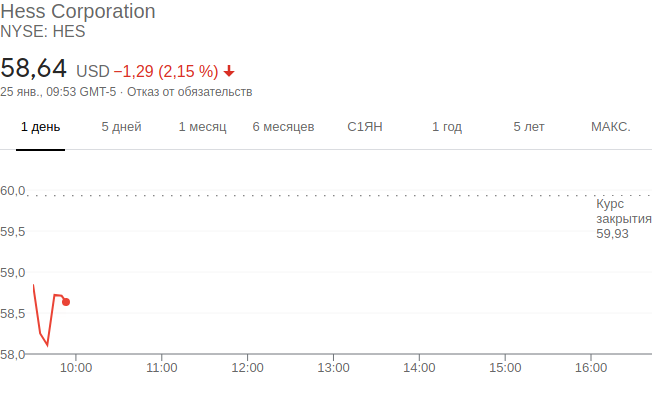 Hess Corporation
NYSE: HES
58,64 USD −1,29 (2,15 %)
25 янв., 09:53 GMT-5 · Отказ от обязательств
1 день 5 дней 1 месяц 6 месяцев С1ЯН 1 год 5 лет МАКС.
60,0
Курс
закрытия
59,93
59,5
59,0
58,5
58,0
10:00 11:00 12:00 13:00 14:00 15:00 16:00